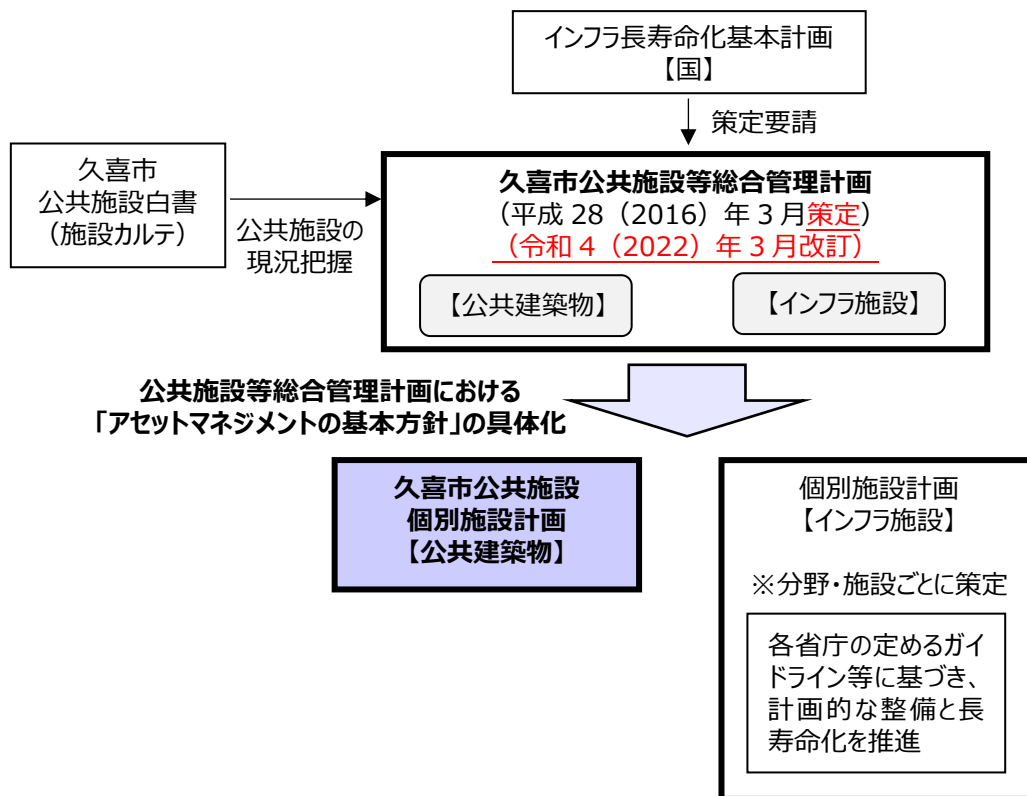 インフラ長寿命化基本計画
【国】
策定要請
久喜市
公共施設白書
（施設カルテ）
公共施設の
現況把握
久喜市公共施設等総合管理計画
（平成 28（2016）年 3 月策定）
（令和 4（2022）年 3 月改訂）
【公共建築物】
【インフラ施設】
公共施設等総合管理計画における
「アセットマネジメントの基本方針」の具体化
久喜市公共施設
個別施設計画
【公共建築物】
個別施設計画
【インフラ施設】
※分野・施設ごとに策定
各省庁の定めるガイ
ドライン等に基づき、
計画的な整備と長
寿命化を推進